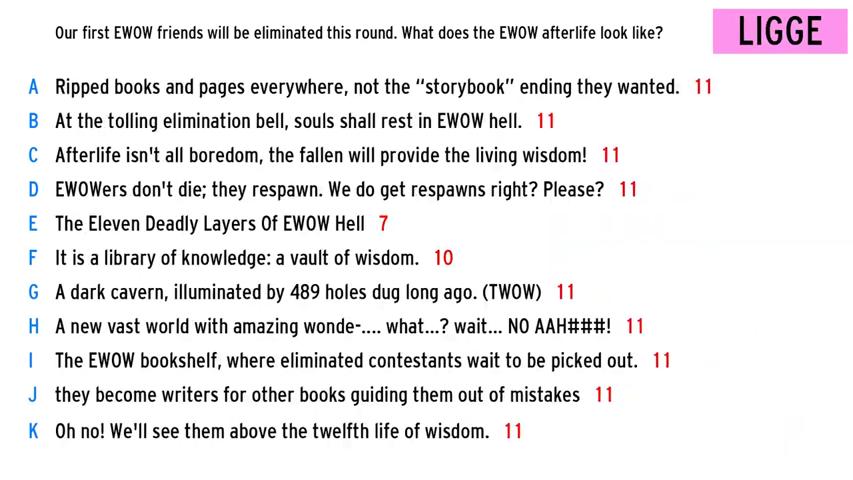 Our first EWOW friends will be eliminated this round. What does the EWOW afterlife look like?
LIGGE
A Ripped books and pages everywhere, not the “storybook” ending they wanted. 11
B At the tolling elimination bell, souls shall rest in EWOW hell. 11
C Afterlife isn't all boredom, the fallen will provide the living wisdom! 11
D EWOWers don't die; they respawn. We do get respawns right? Please? 11
E The Eleven Deadly Layers Of EWOW Hell 7
F It is a library of knowledge: a vault of wisdom. 10
G A dark cavern, illuminated by 489 holes dug long ago. (TWOW) 11
H A new vast world with amazing wonde-.... what...? wait... NO AAH###! 11
I The EWOW bookshelf, where eliminated contestants wait to be picked out. 11
J they become writers for other books guiding them out of mistakes 11
K Oh no! We'll see them above the twelfth life of wisdom. 11